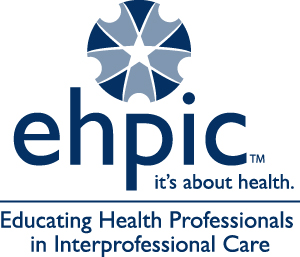 ehpic™
it's about health.
Educating Health Professionals
in Interprofessional Care